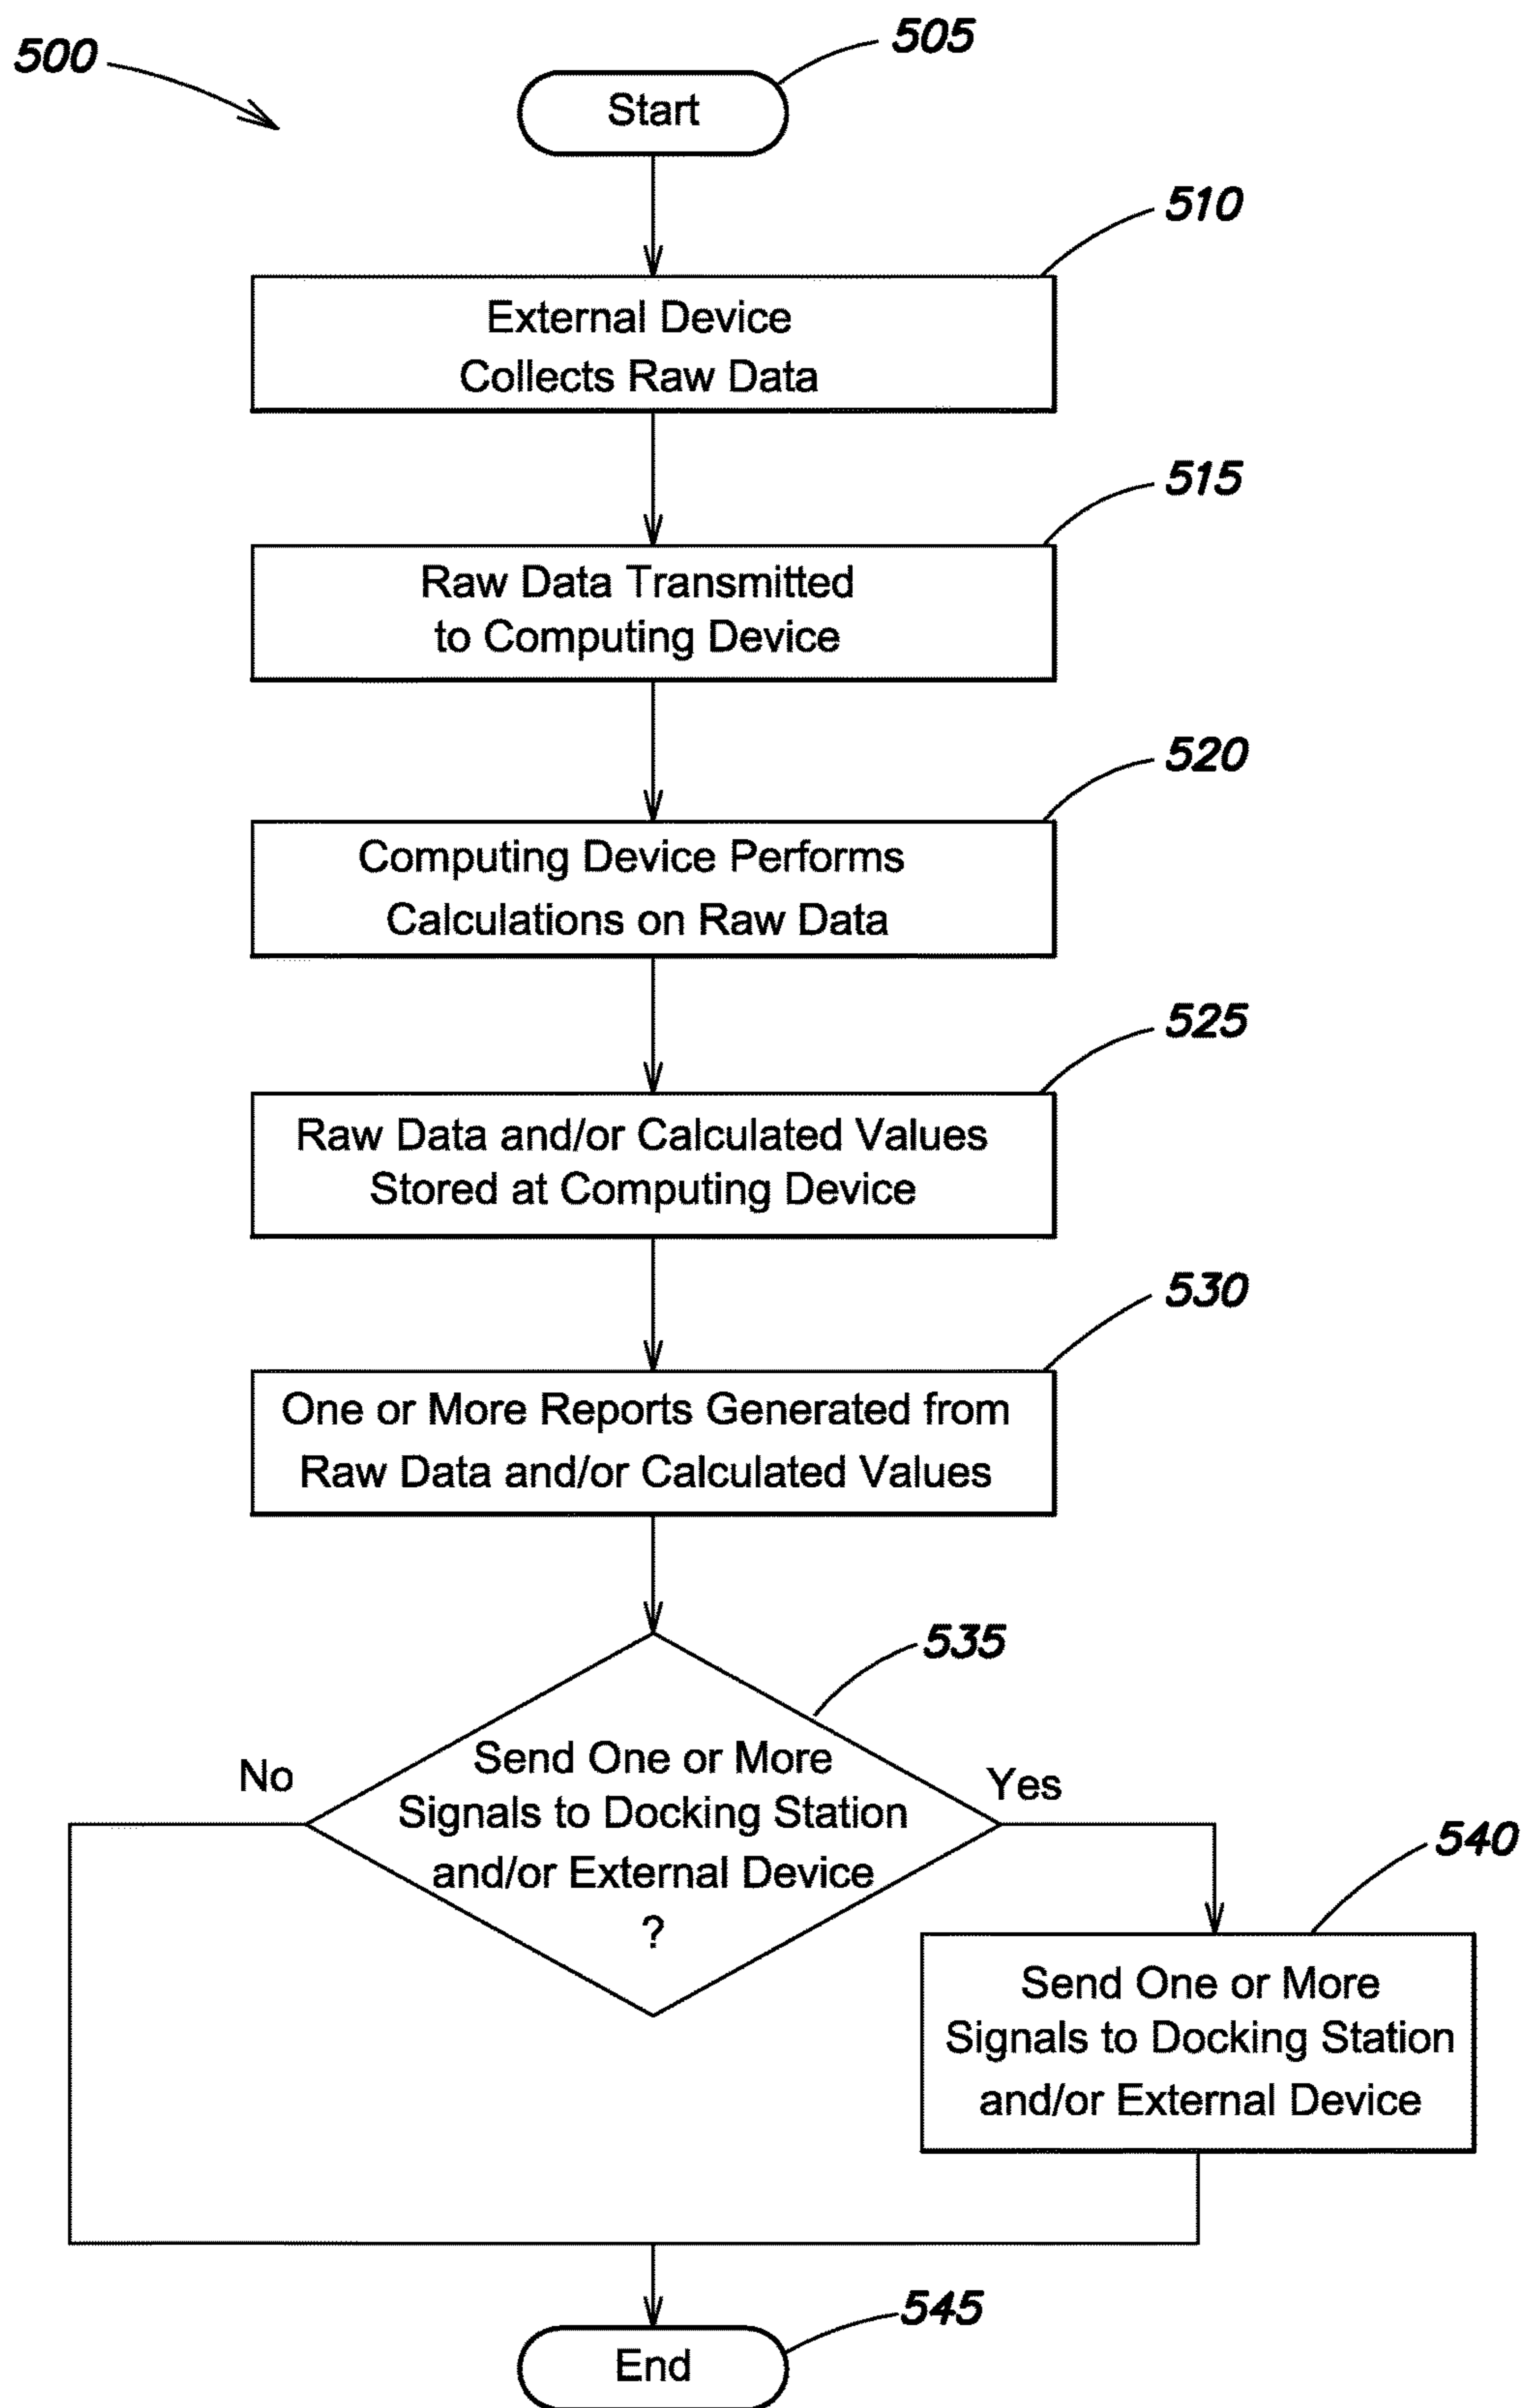 500
505
Start
510
External Device
Collects Raw Data
515
Raw Data Transmitted
to Computing Device
520
Computing Device Performs
Calculations on Raw Data
525
Raw Data and/or Calculated Values
Stored at Computing Device
530
One or More Reports Generated from
Raw Data and/or Calculated Values
535
Send One or More
Signals to Docking Station
and/or External Device
?
No
Yes
540
Send One or More
Signals to Docking Station
and/or External Device
545
End